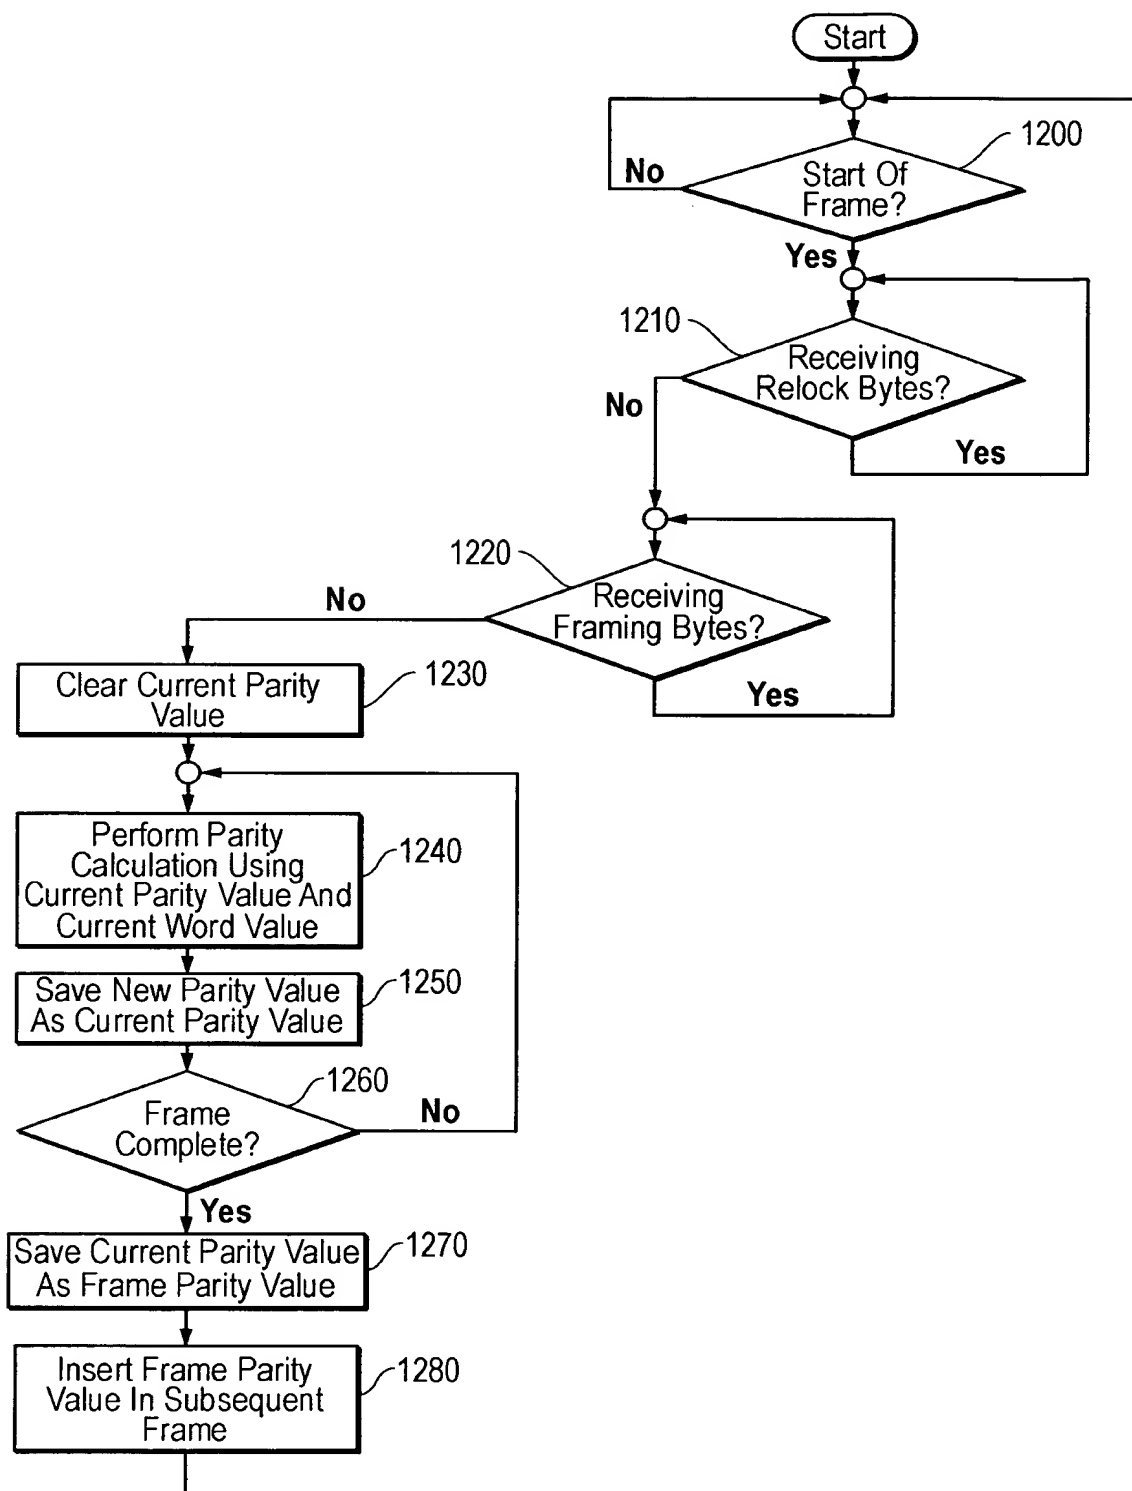 Start
1200
Start Of
Frame?
No
Yes
1210
Receiving
Relock Bytes?
No
Yes
1220
Receiving
Framing Bytes?
No
Yes
1230
Clear Current Parity
Value
Perform Parity
Calculation Using
Current Parity Value And
Current Word Value
1240
Save New Parity Value
As Current Parity Value
1250
1260
Frame
Complete?
No
Yes
Save Current Parity Value
As Frame Parity Value
1270
Insert Frame Parity
Value In Subsequent
Frame
1280